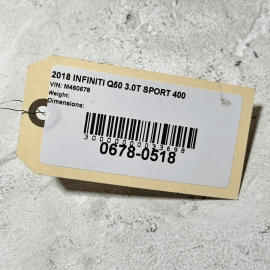 2018 INFINITI Q50 3.0T SPORT 400
VIN: M460678
Weight:
Dimensions:
0678-0518